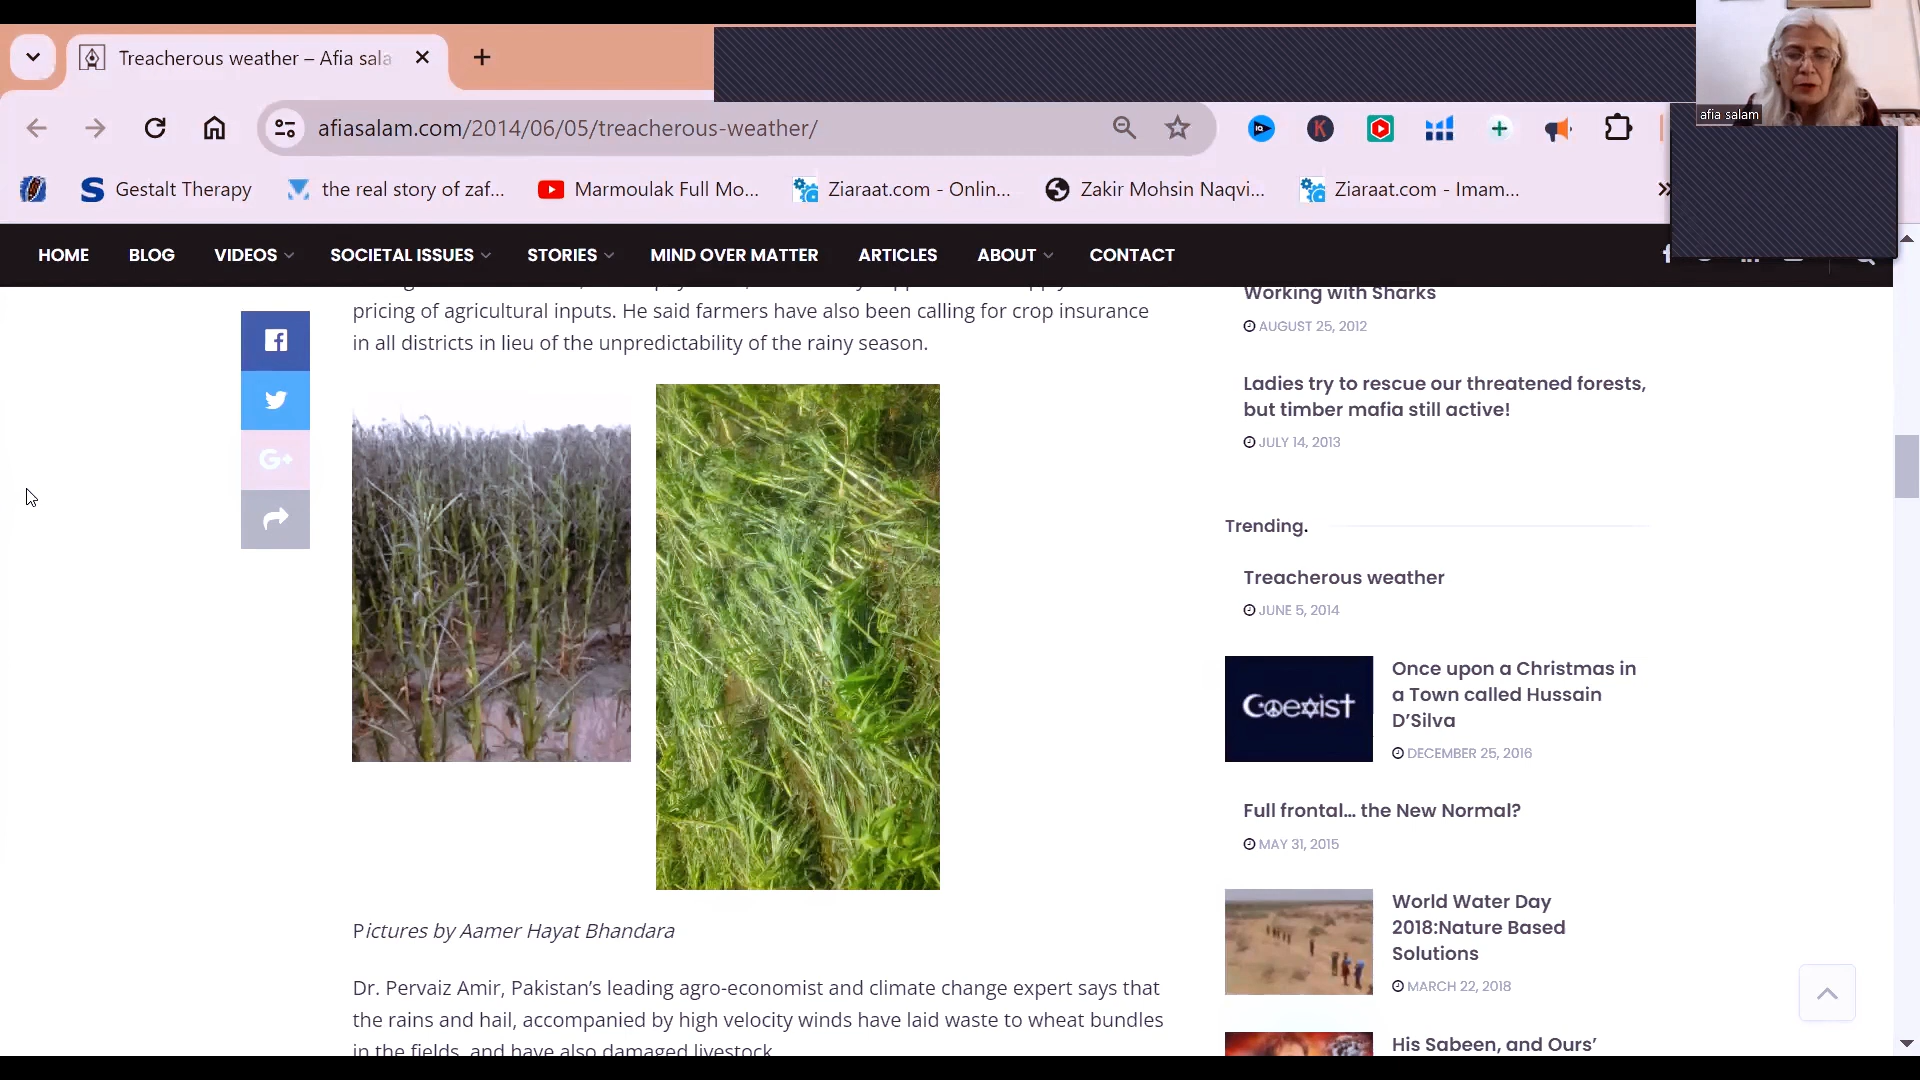 Treacherous weather – Afia sala
afiasalam.com/2014/06/05/treacherous-weather/
Gestalt Therapy
the real story of zaf...
Marmoulak Full Mo...
Ziaraat.com - Onlin...
Zakir Mohsin Naqvi...
Ziaraat.com - Imam...
afia salam
HOME
BLOG
VIDEOS
SOCIETAL ISSUES
STORIES
MIND OVER MATTER
ARTICLES
ABOUT
CONTACT
pricing of agricultural inputs. He said farmers have also been calling for crop insurance
in all districts in lieu of the unpredictability of the rainy season.
G+
Pictures by Aamer Hayat Bhandara
Dr. Pervaiz Amir, Pakistan’s leading agro-economist and climate change expert says that
the rains and hail, accompanied by high velocity winds have laid waste to wheat bundles
in the fields, and have also damaged livestock
Working with Sharks
AUGUST 25, 2012
Ladies try to rescue our threatened forests,
but timber mafia still active!
JULY 14, 2013
Trending.
Treacherous weather
JUNE 5, 2014
Coexist
Once upon a Christmas in
a Town called Hussain
D’Silva
DECEMBER 25, 2016
Full frontal... the New Normal?
MAY 31, 2015
World Water Day
2018:Nature Based
Solutions
MARCH 22, 2018
His Sabeen, and Ours’